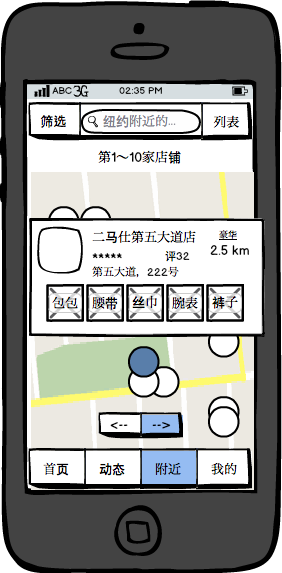 ABC 3G 02:35 PM
筛选 纽约附近的... 列表
第1～10家店铺
二马仕第五大道店 豪华
★★★★★ 评32 2.5 km
第五大道，222号
包包 腰带 丝巾 腕表 裤子
<-- -->
首页 动态 附近 我的